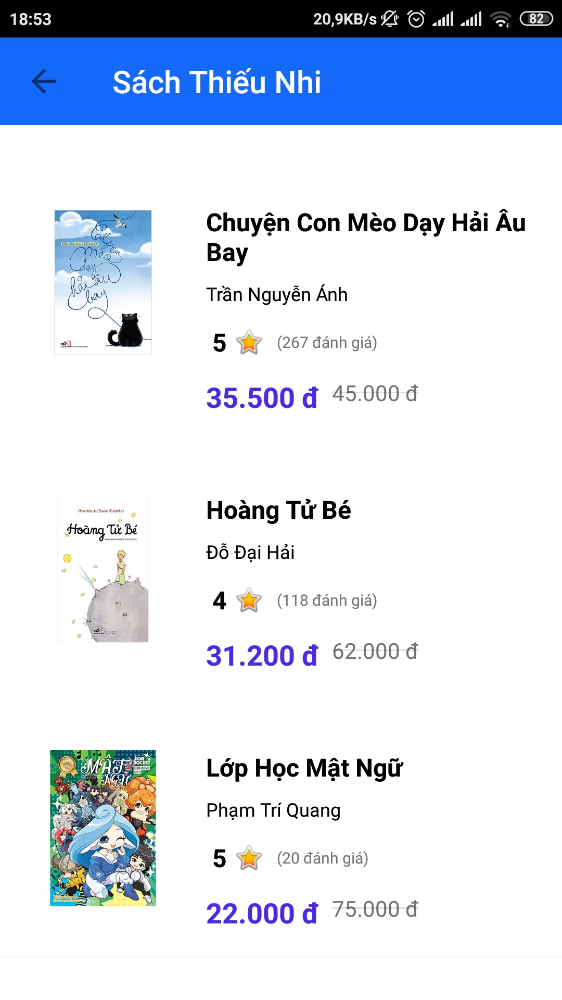 18:53
20,9KB/s
82
Sách Thiếu Nhi
LUIS SEPÚLVEDA
Chuyện con
mèo
dạy
hải âu
bay
Chuyện Con Mèo Dạy Hải Âu
Bay
Trần Nguyễn Ánh
5 (267 đánh giá)
35.500 đ 45.000 đ
ANTOINE DE SAINT-EXUPÉRY
Hoàng Tử Bé
Hoàng Tử Bé
Đỗ Đại Hải
4 (118 đánh giá)
31.200 đ 62.000 đ
lớp học
MẬT
NGỮ
hoa
học trò
Lớp Học Mật Ngữ
Phạm Trí Quang
5 (20 đánh giá)
22.000 đ 75.000 đ